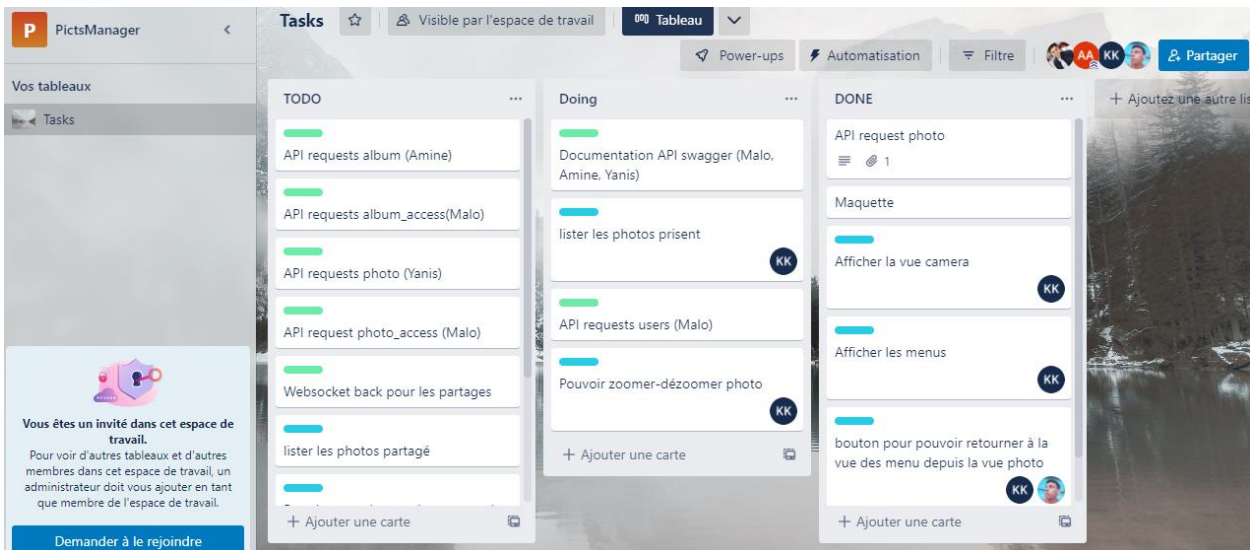 P PictsManager
Vos tableaux
Tasks
Vous êtes un invité dans cet espace de
travail.
Pour voir d'autres tableaux et d'autres
membres dans cet espace de travail, un
administrateur doit vous ajouter en tant
que membre de l'espace de travail.
Demander à le rejoindre
Tasks Visible par l'espace de travail Tableau
Power-ups Automatisation Filtre AA KK Partager
TODO
API requests album (Amine)
API requests album_access(Malo)
API requests photo (Yanis)
API request photo_access (Malo)
Websocket back pour les partages
lister les photos partagé
+ Ajouter une carte
Doing
Documentation API swagger (Malo,
Amine, Yanis)
lister les photos prisent
KK
API requests users (Malo)
Pouvoir zoomer-dézoomer photo
KK
+ Ajouter une carte
DONE
API request photo
1
Maquette
Afficher la vue camera
KK
Afficher les menus
KK
bouton pour pouvoir retourner à la
vue des menu depuis la vue photo
KK
+ Ajouter une carte
+ Ajoutez une autre lis